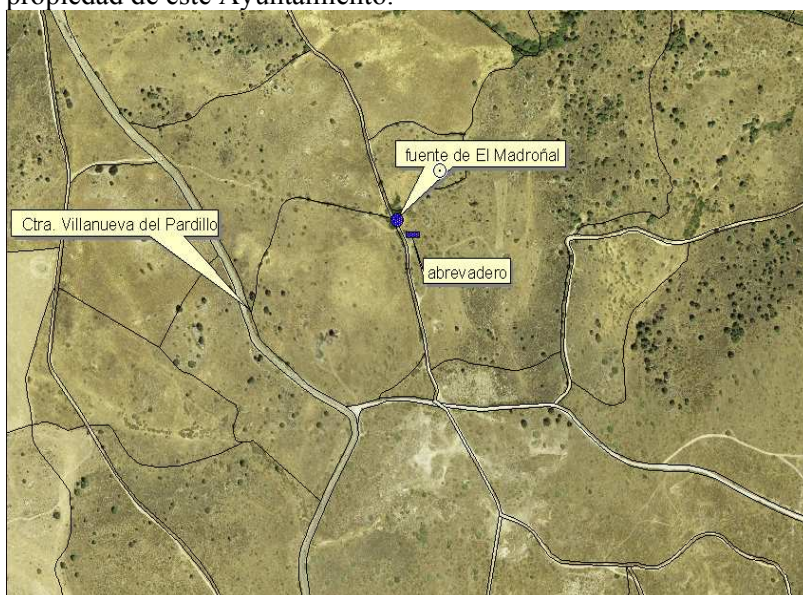 propiedad de este Ayuntamiento.
fuente de El Madroñal
Ctra. Villanueva del Pardillo
abrevadero